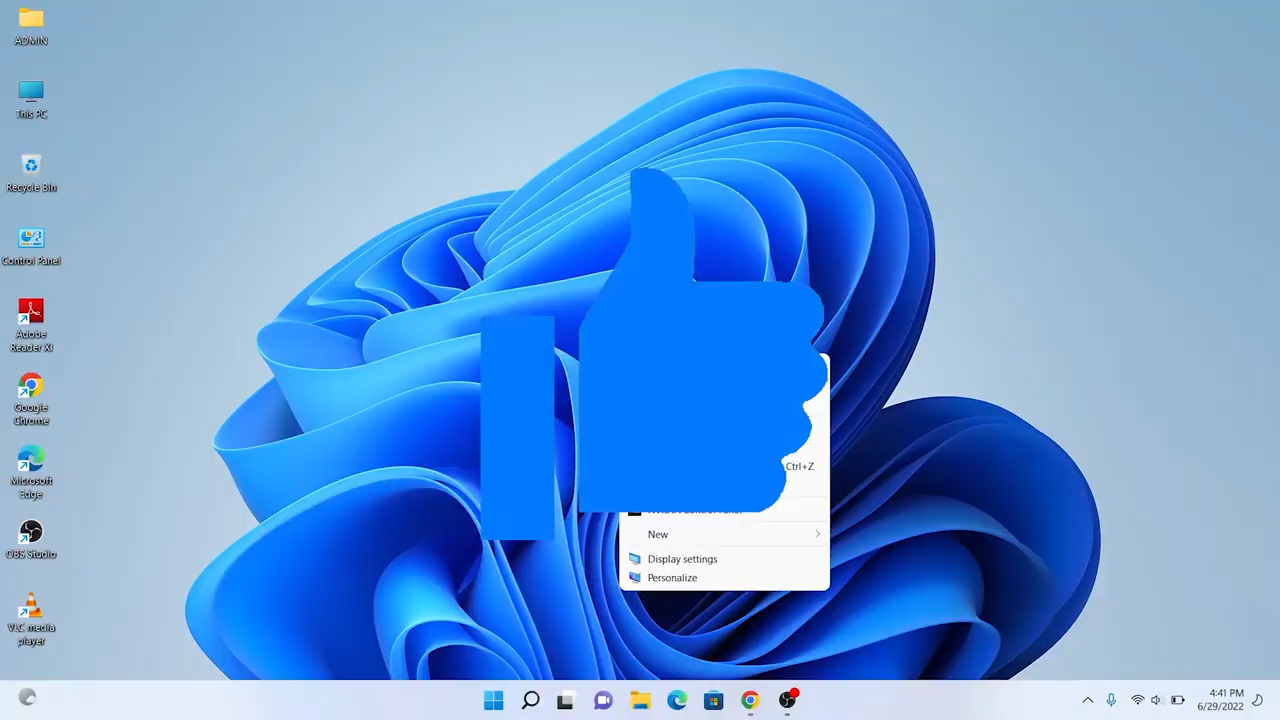 ADMIN
This PC
Recycle Bin
Control Panel
Adobe
Reader XI
Google
Chrome
Microsoft
Edge
OBS Studio
VLC media
player
Ctrl+Z
New
Display settings
Personalize
4:41 PM
6/29/2022